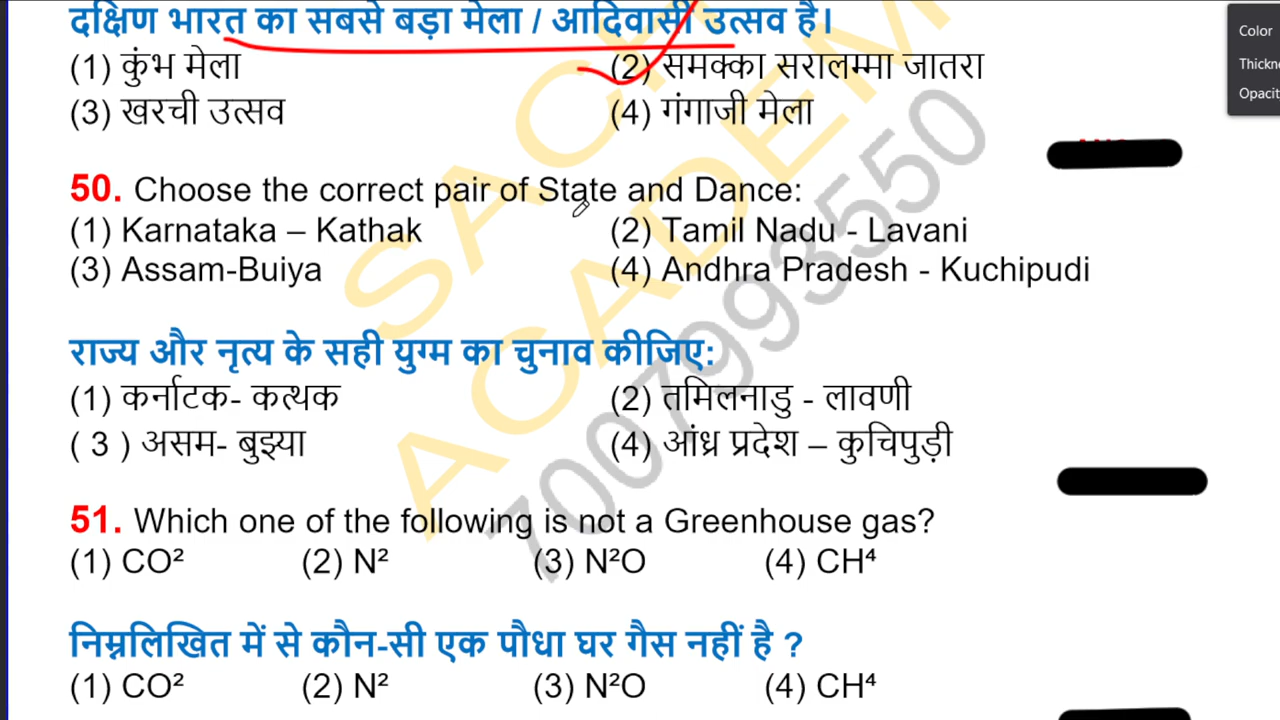 दक्षिण भारत का सबसे बड़ा मेला / आदिवासी उत्सव है।
(1) कुंभ मेला (2) समक्का सरालम्मा जातरा
(3) खरची उत्सव (4) गंगाजी मेला
50. Choose the correct pair of State and Dance:
(1) Karnataka – Kathak (2) Tamil Nadu - Lavani
(3) Assam-Buiya (4) Andhra Pradesh - Kuchipudi
राज्य और नृत्य के सही युग्म का चुनाव कीजिए:
(1) कर्नाटक- कत्थक (2) तमिलनाडु - लावणी
( 3 ) असम- बुझ्या (4) आंध्र प्रदेश – कुचिपुड़ी
51. Which one of the following is not a Greenhouse gas?
(1) CO² (2) N² (3) N²O (4) CH⁴
निम्नलिखित में से कौन-सी एक पौधा घर गैस नहीं है ?
(1) CO² (2) N² (3) N²O (4) CH⁴
ACADEM
7007993550
Color